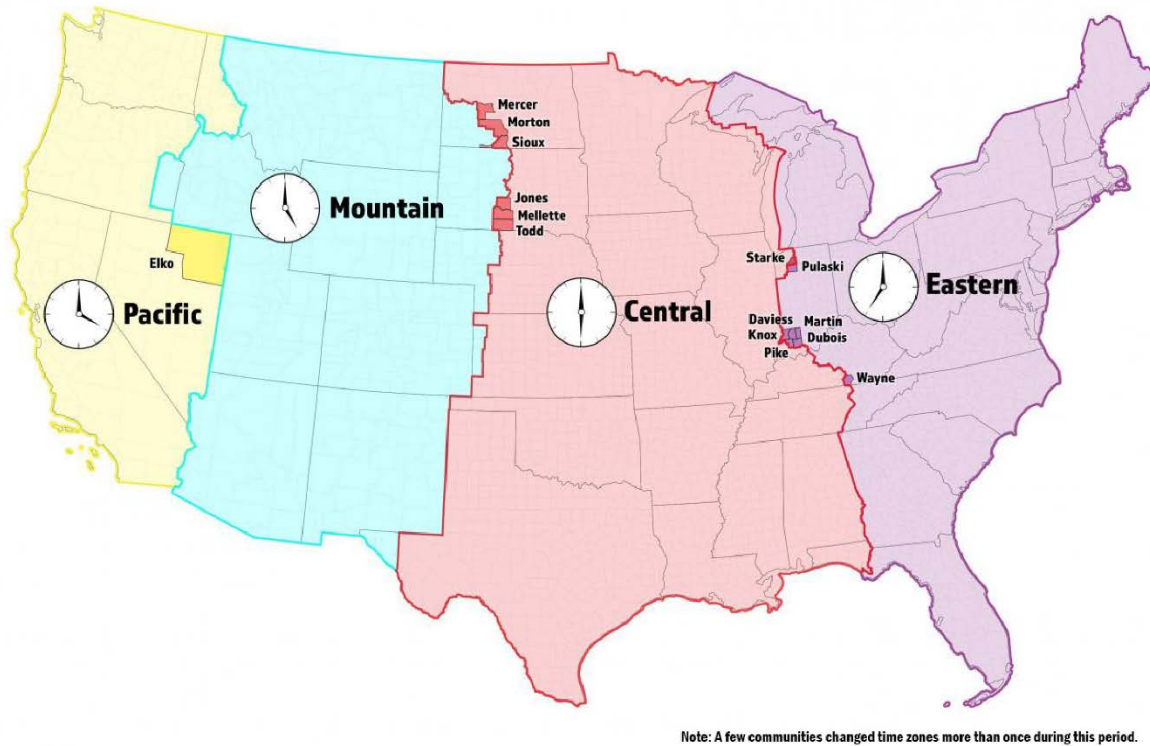 Mercer
Morton
Sioux
Mountain
Jones
Mellette
Todd
Elko
Pacific
Central
Starke
Pulaski
Eastern
Daviess
Martin
Knox
Dubois
Pike
Wayne
Note: A few communities changed time zones more than once during this period.